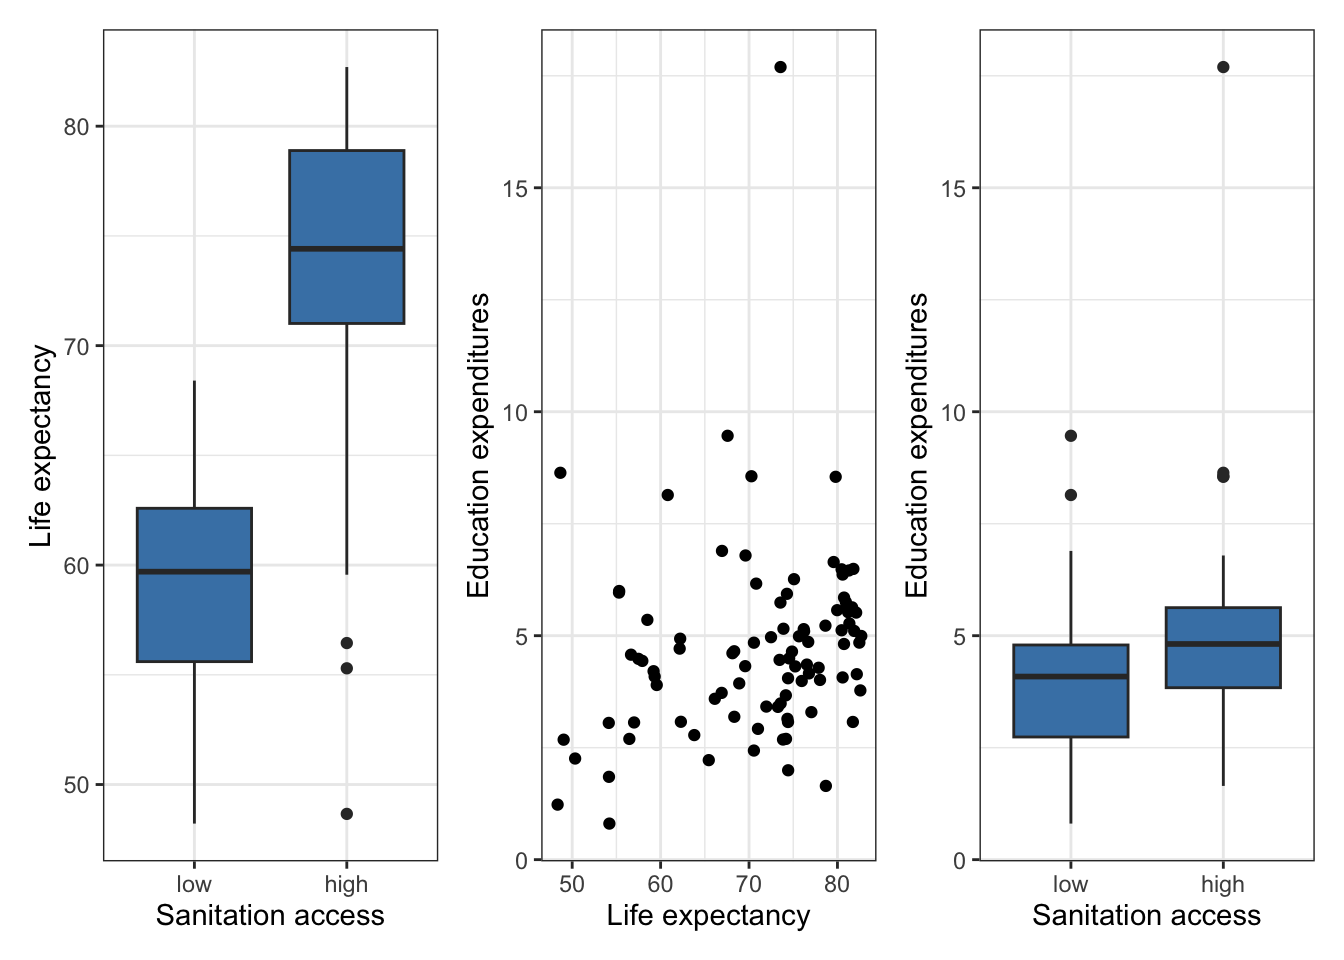 Life expectancy
80
70
60
50
low high
Sanitation access
Education expenditures
15
10
5
0
50 60 70 80
Life expectancy
Education expenditures
15
10
5
0
low high
Sanitation access